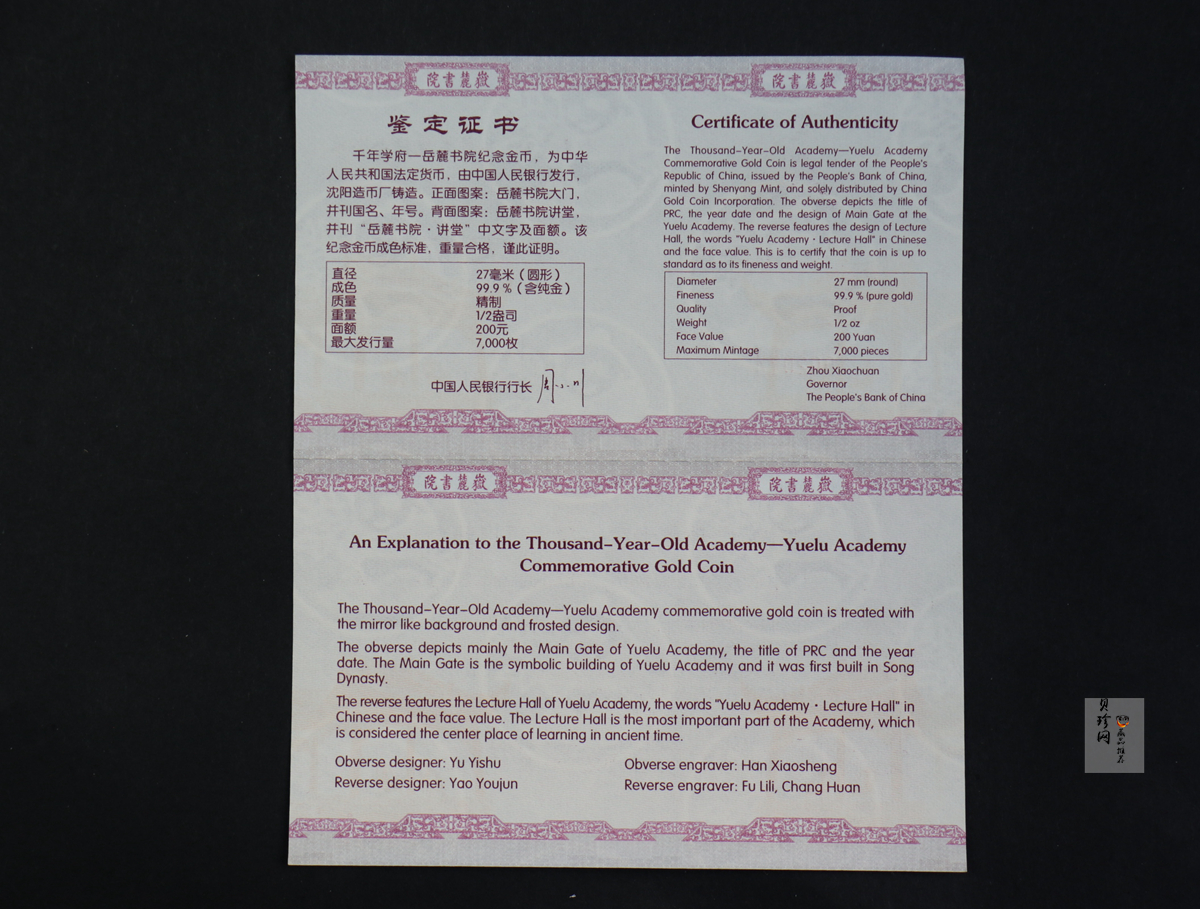 院書麓嶽
院書麓嶽
鉴定证书
千年学府—岳麓书院纪念金币，为中华
人民共和国法定货币，由中国人民银行发行，
沈阳造币厂铸造。正面图案：岳麓书院大门，
并刊国名、年号。背面图案：岳麓书院讲堂，
并刊“岳麓书院·讲堂”中文字及面额。该
纪念金币成色标准，重量合格，谨此证明。
直径 27毫米（圆形）
成色 99.9％（含纯金）
质量 精制
重量 1/2盎司
面额 200元
最大发行量 7,000枚
中国人民银行行长
Certificate of Authenticity
The Thousand-Year-Old Academy—Yuelu Academy
Commemorative Gold Coin is legal tender of the People's
Republic of China, issued by the People's Bank of China,
minted by Shenyang Mint, and solely distributed by China
Gold Coin Incorporation. The obverse depicts the title of
PRC, the year date and the design of Main Gate at the
Yuelu Academy. The reverse features the design of Lecture
Hall, the words "Yuelu Academy · Lecture Hall" in Chinese
and the face value. This is to certify that the coin is up to
standard as to its fineness and weight.
Diameter 27 mm (round)
Fineness 99.9 % (pure gold)
Quality Proof
Weight 1/2 oz
Face Value 200 Yuan
Maximum Mintage 7,000 pieces
Zhou Xiaochuan
Governor
The People's Bank of China
院書麓嶽
院書麓嶽
An Explanation to the Thousand-Year-Old Academy—Yuelu Academy
Commemorative Gold Coin
The Thousand-Year-Old Academy—Yuelu Academy commemorative gold coin is treated with
the mirror like background and frosted design.
The obverse depicts mainly the Main Gate of Yuelu Academy, the title of PRC and the year
date. The Main Gate is the symbolic building of Yuelu Academy and it was first built in Song
Dynasty.
The reverse features the Lecture Hall of Yuelu Academy, the words "Yuelu Academy · Lecture Hall" in
Chinese and the face value. The Lecture Hall is the most important part of the Academy, which
is considered the center place of learning in ancient time.
Obverse designer: Yu Yishu
Obverse engraver: Han Xiaosheng
Reverse designer: Yao Youjun
Reverse engraver: Fu Lili, Chang Huan
贝珍网